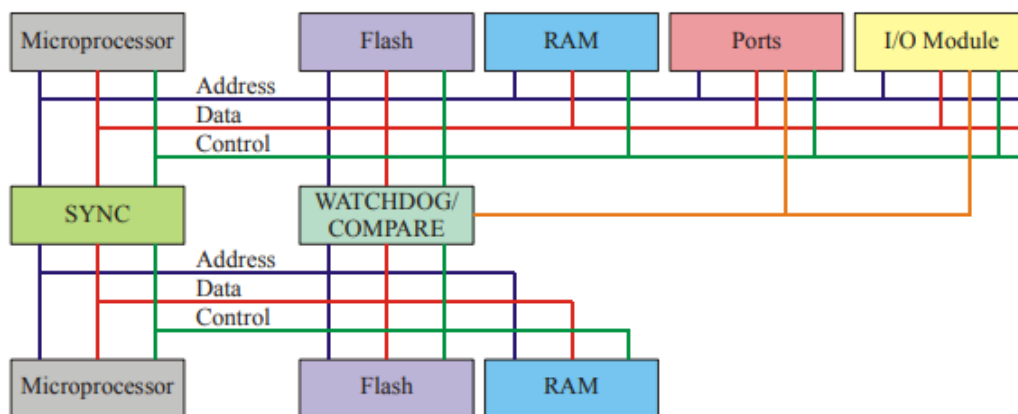 Microprocessor
Flash
RAM
Ports
I/O Module
Address
Data
Control
SYNC
WATCHDOG/
COMPARE
Address
Data
Control
Microprocessor
Flash
RAM